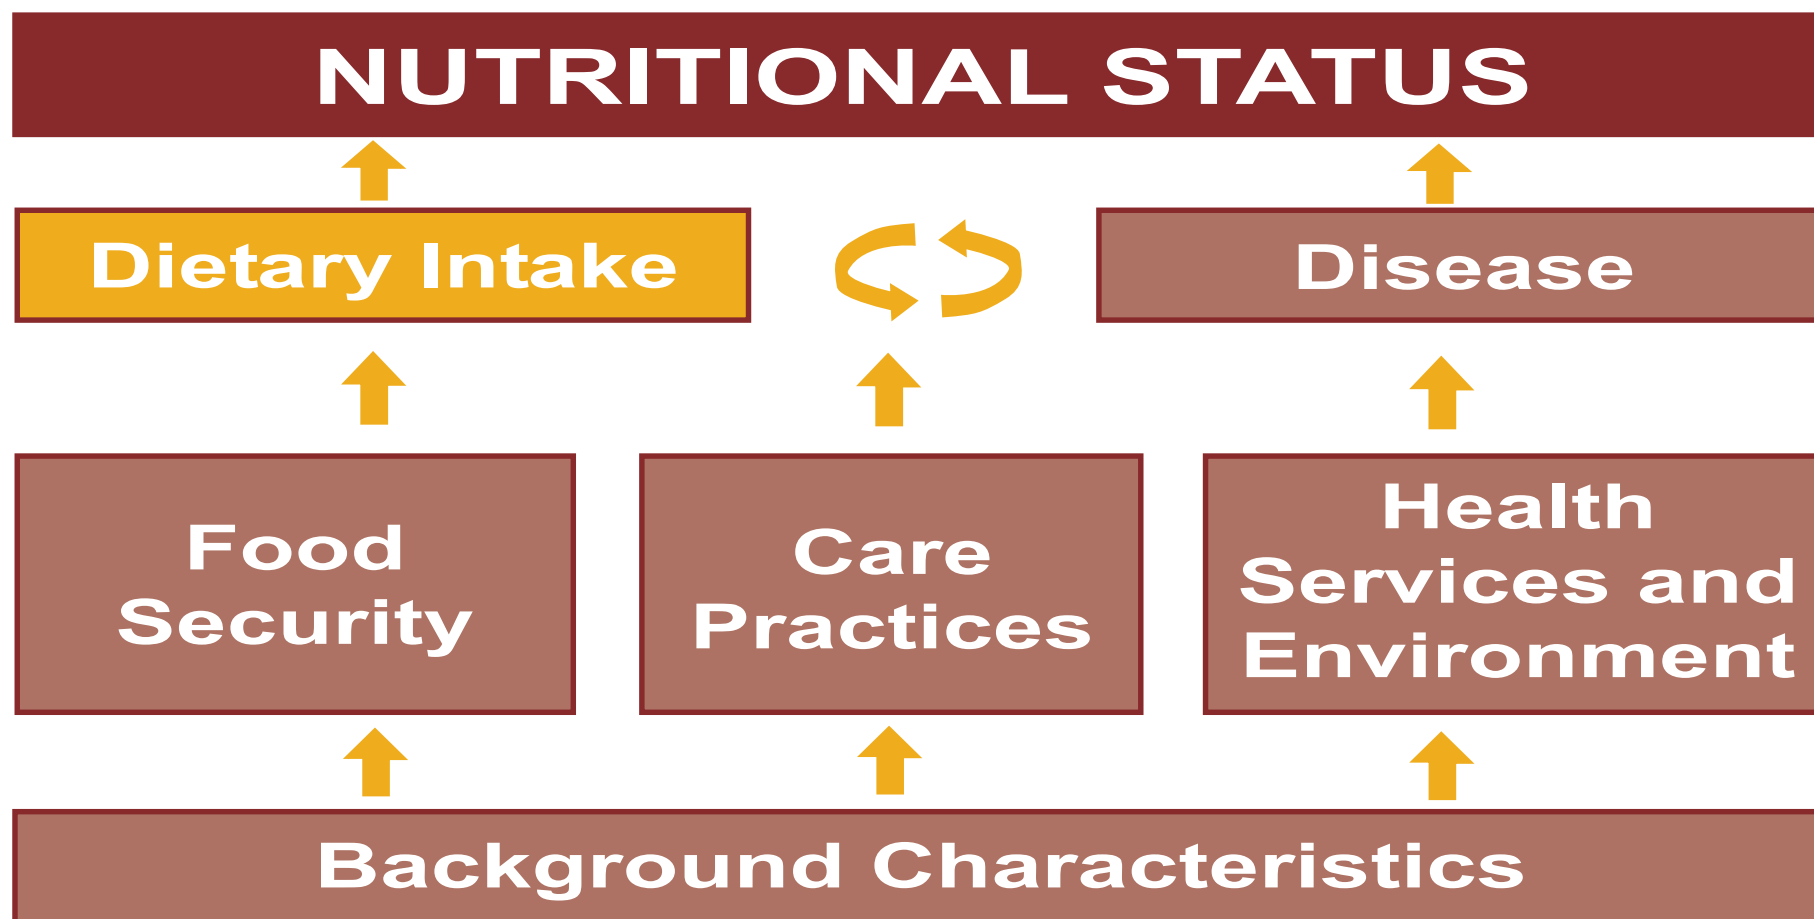 NUTRITIONAL STATUS
Dietary Intake
Disease
Food
Security
Care
Practices
Health
Services and
Environment
Background Characteristics